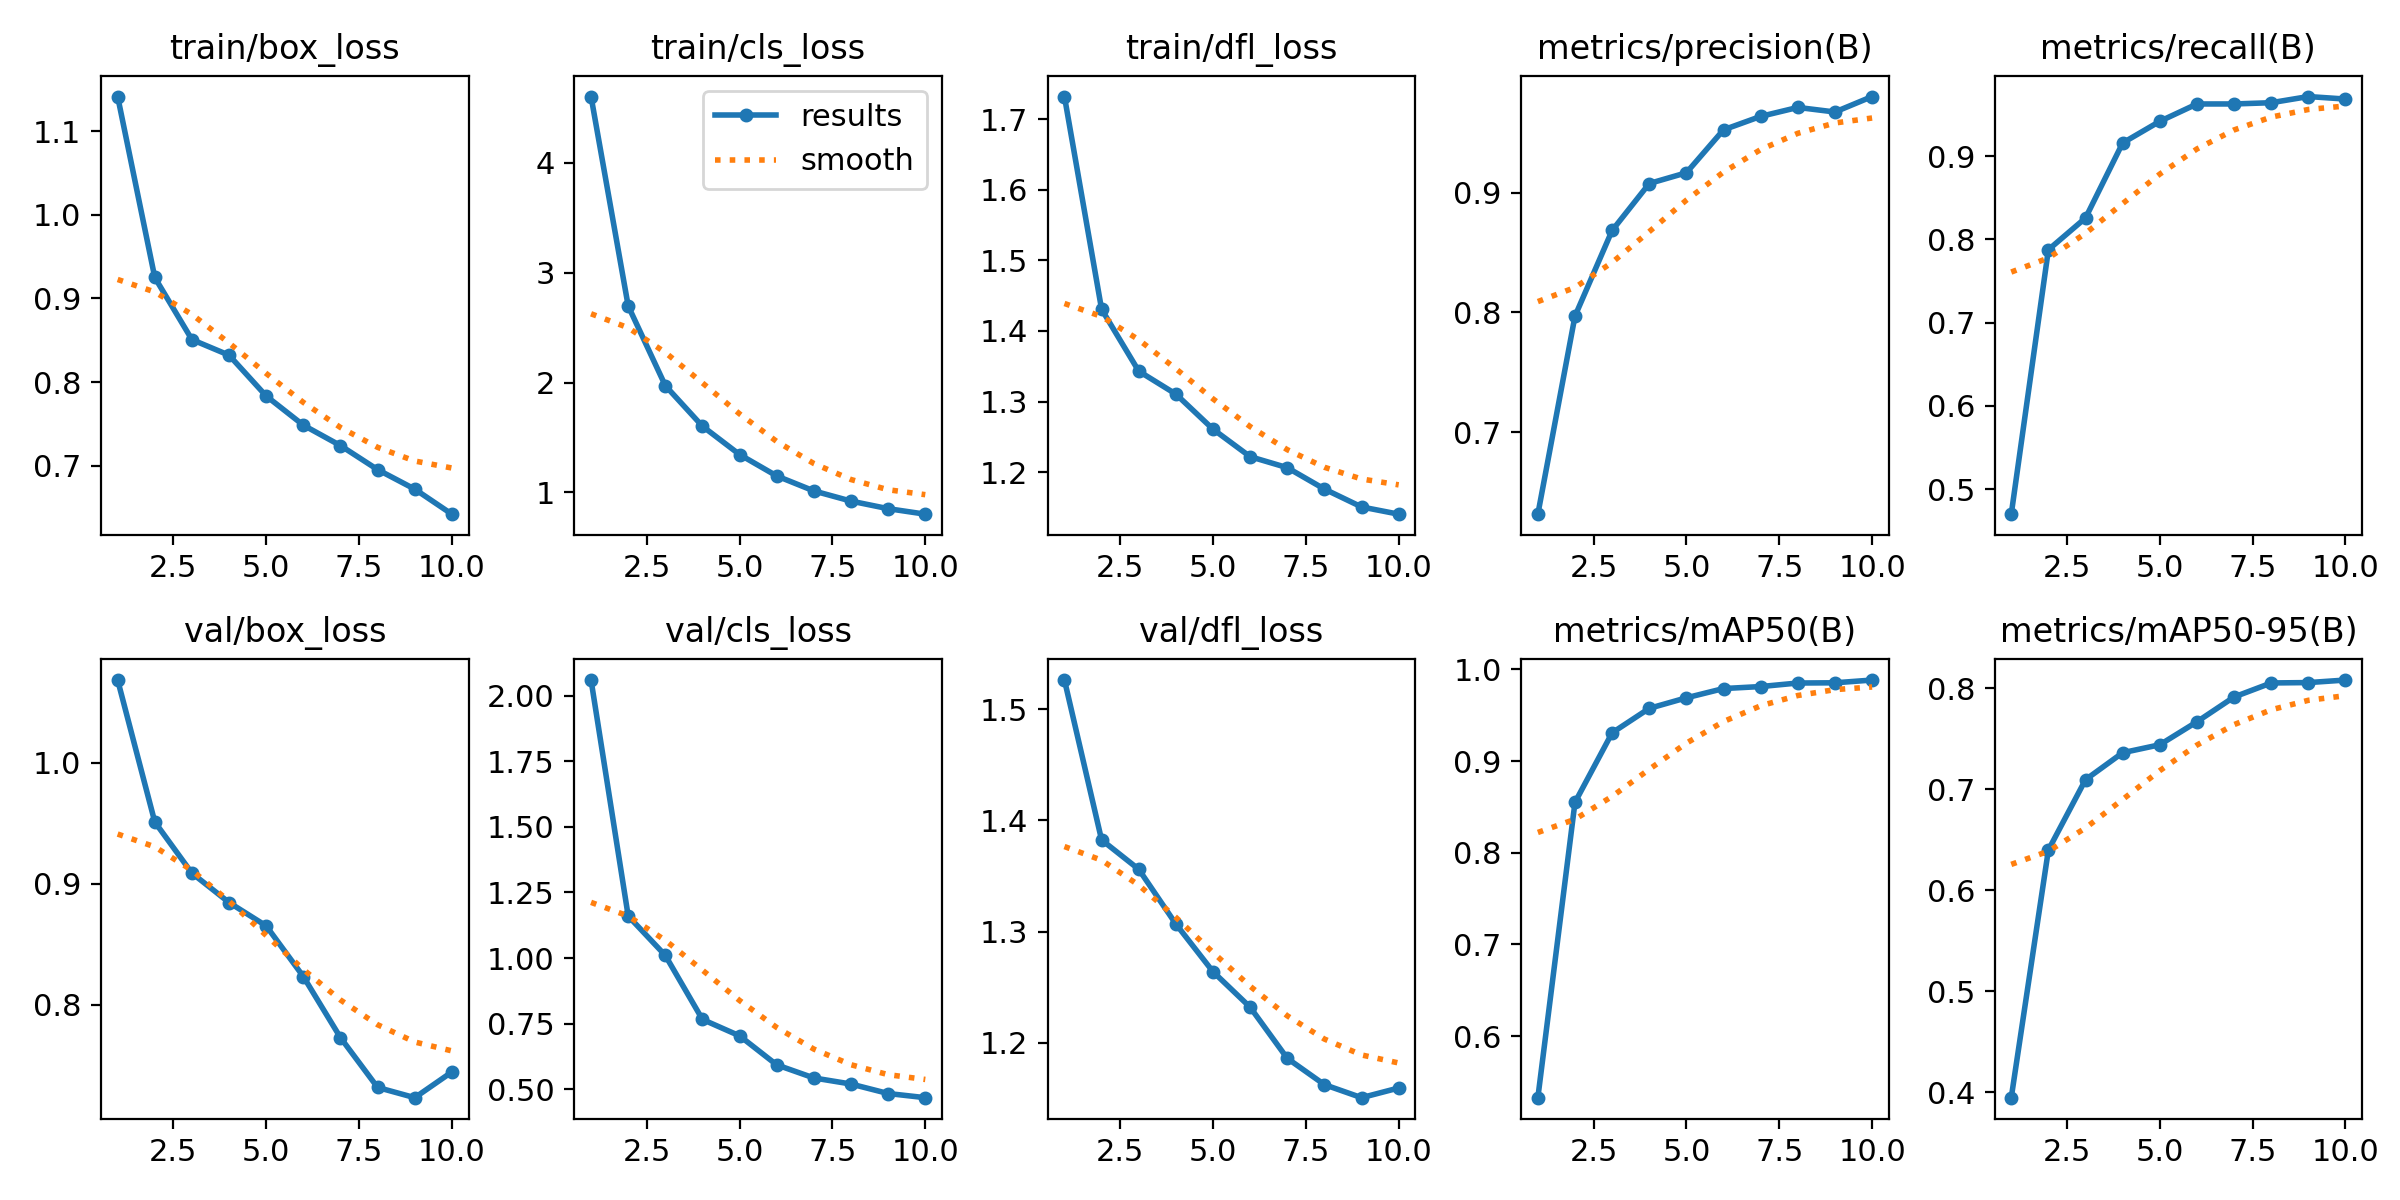 train/box_loss
1.1
1.0
0.9
0.8
0.7
2.5 5.0 7.5 10.0
train/cls_loss
results
smooth
4
3
2
1
2.5 5.0 7.5 10.0
train/dfl_loss
1.7
1.6
1.5
1.4
1.3
1.2
2.5 5.0 7.5 10.0
metrics/precision(B)
0.9
0.8
0.7
2.5 5.0 7.5 10.0
metrics/recall(B)
0.9
0.8
0.7
0.6
0.5
2.5 5.0 7.5 10.0
val/box_loss
1.0
0.9
0.8
2.5 5.0 7.5 10.0
val/cls_loss
2.00
1.75
1.50
1.25
1.00
0.75
0.50
2.5 5.0 7.5 10.0
val/dfl_loss
1.5
1.4
1.3
1.2
2.5 5.0 7.5 10.0
metrics/mAP50(B)
1.0
0.9
0.8
0.7
0.6
2.5 5.0 7.5 10.0
metrics/mAP50-95(B)
0.8
0.7
0.6
0.5
0.4
2.5 5.0 7.5 10.0